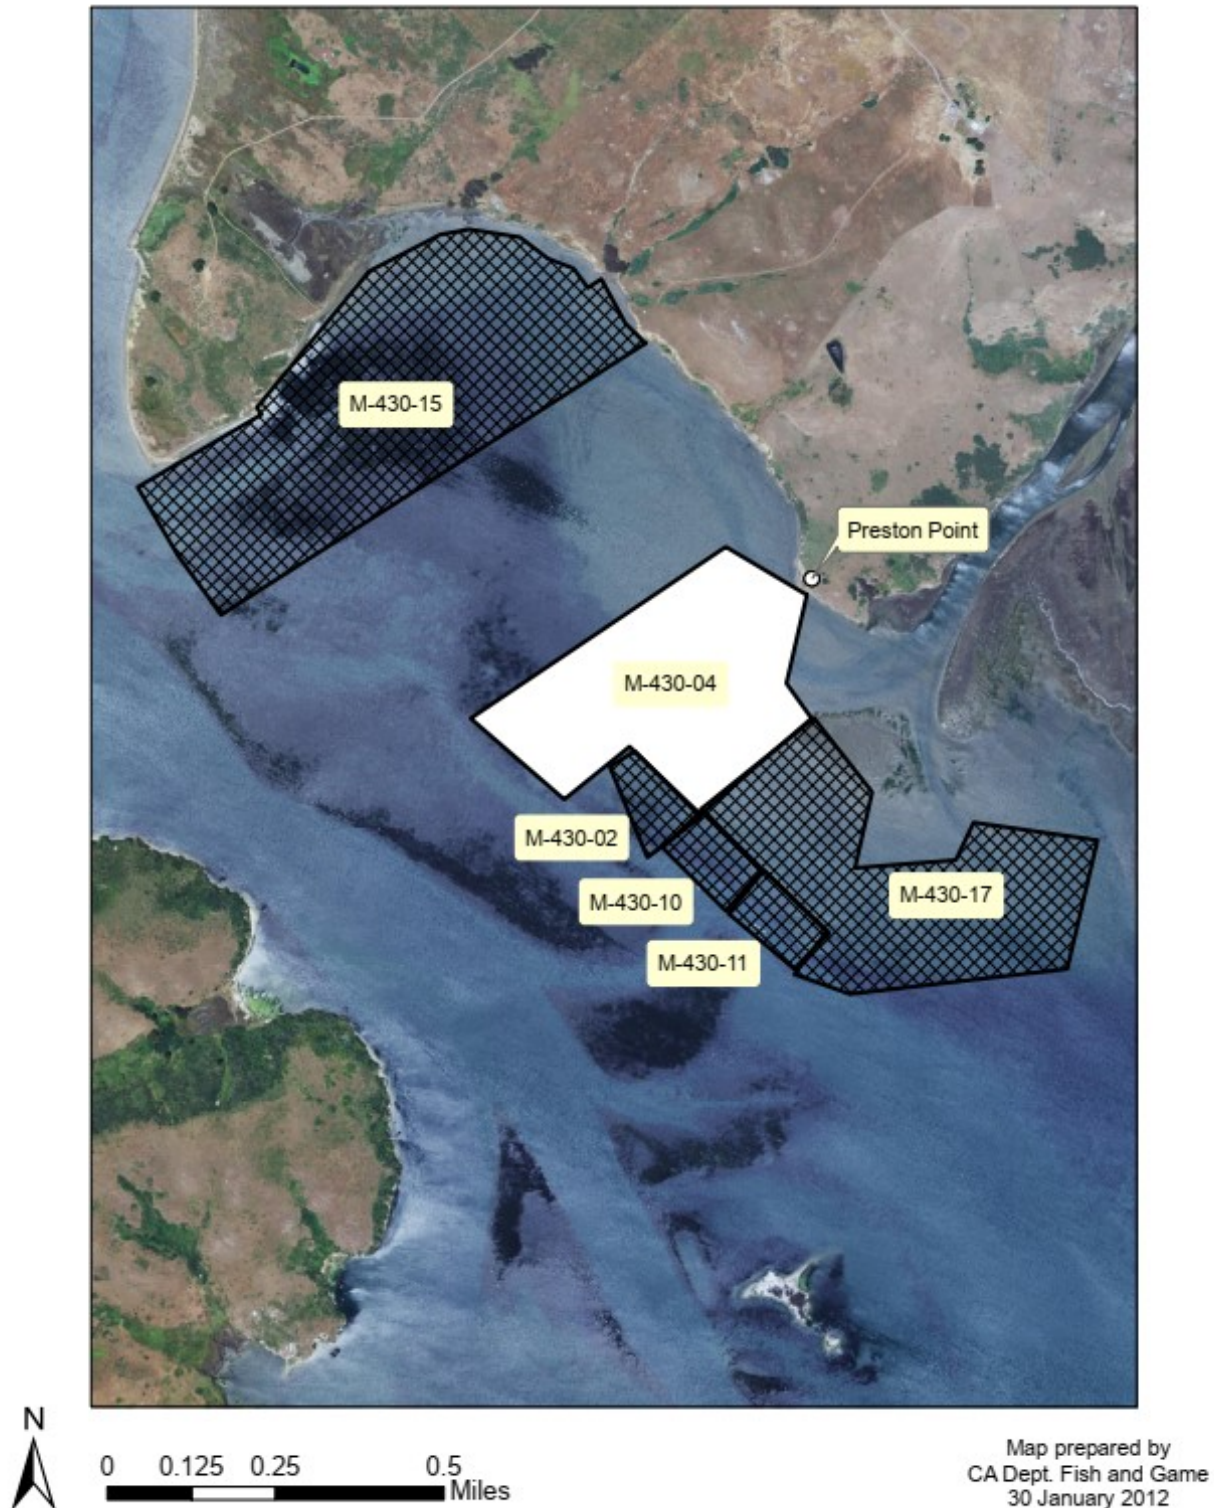 M-430-15
Preston Point
M-430-04
M-430-02
M-430-17
M-430-10
M-430-11
N
0 0.125 0.25 0.5
Miles
Map prepared by
CA Dept. Fish and Game
30 January 2012